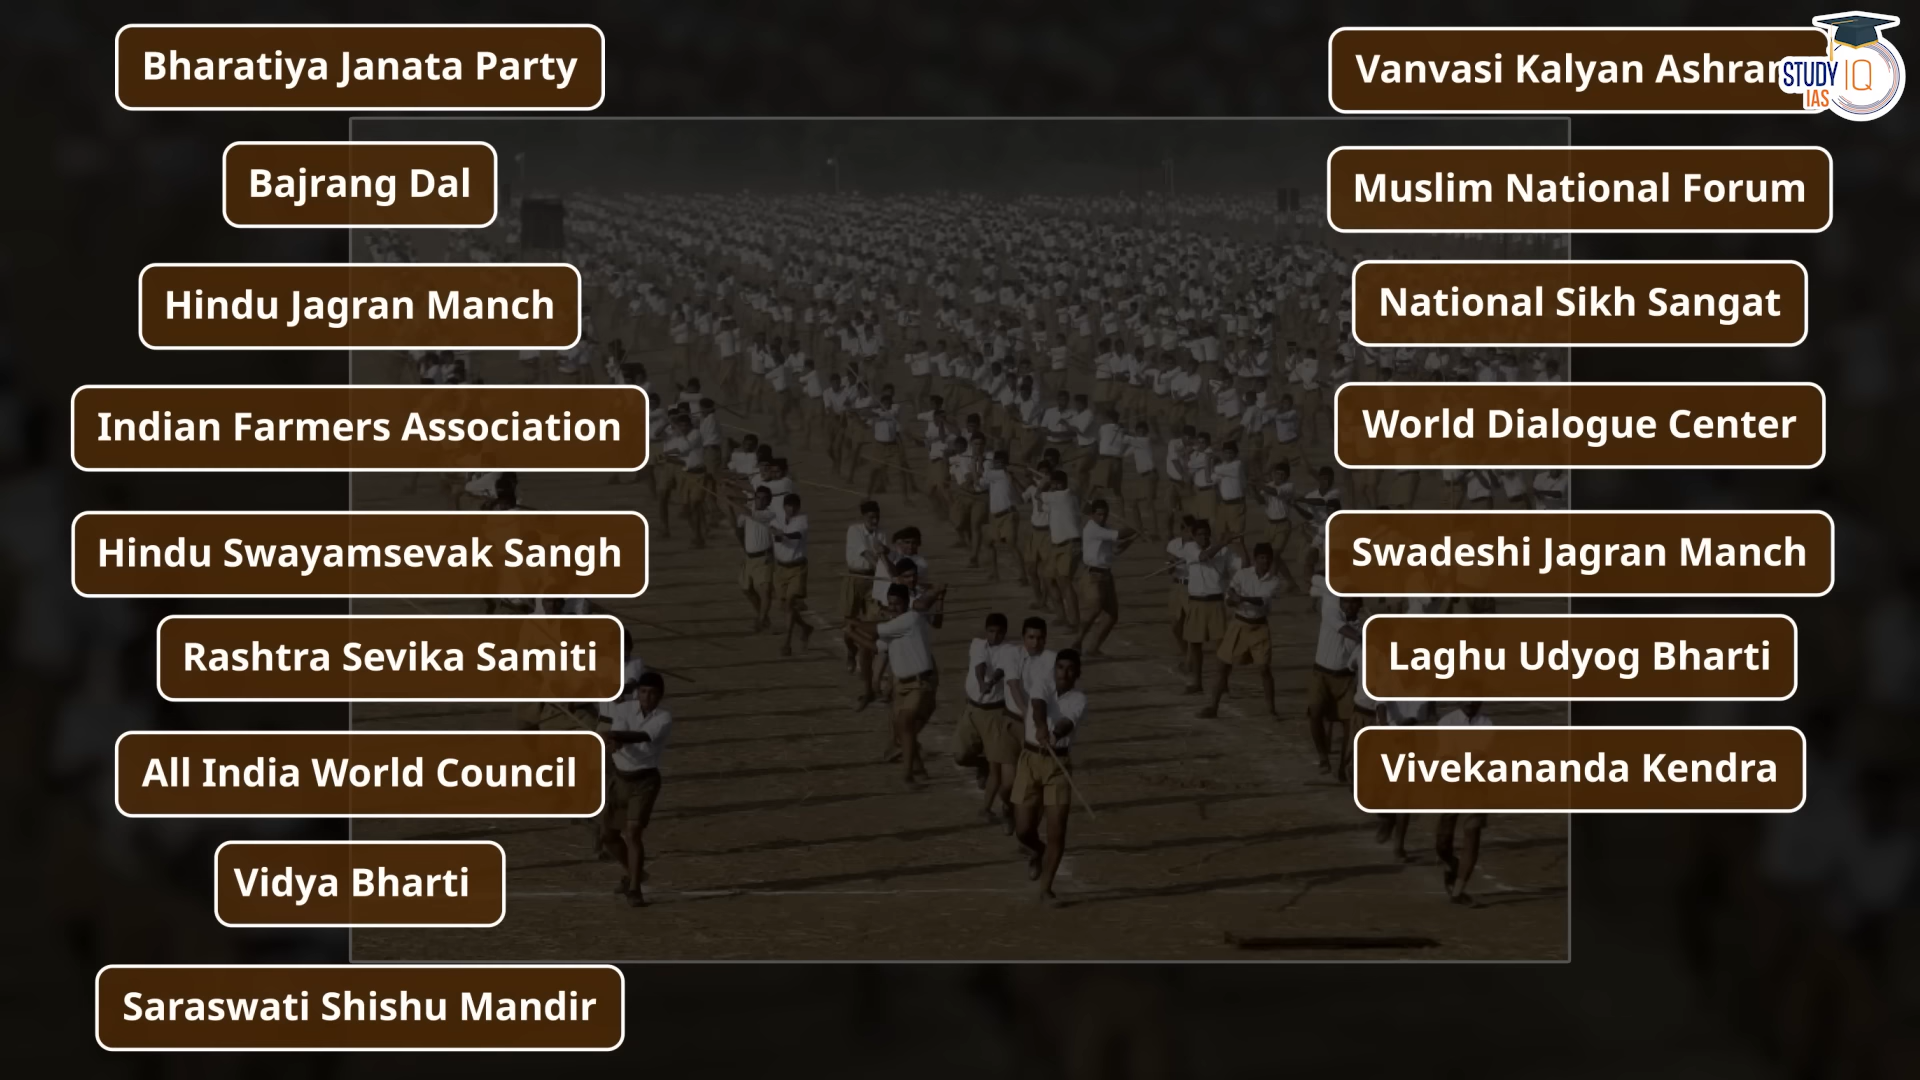 Bharatiya Janata Party
Bajrang Dal
Hindu Jagran Manch
Indian Farmers Association
Hindu Swayamsevak Sangh
Rashtra Sevika Samiti
All India World Council
Vidya Bharti
Saraswati Shishu Mandir
Vanvasi Kalyan Ashram
Muslim National Forum
National Sikh Sangat
World Dialogue Center
Swadeshi Jagran Manch
Laghu Udyog Bharti
Vivekananda Kendra
STUDY IQ
IAS